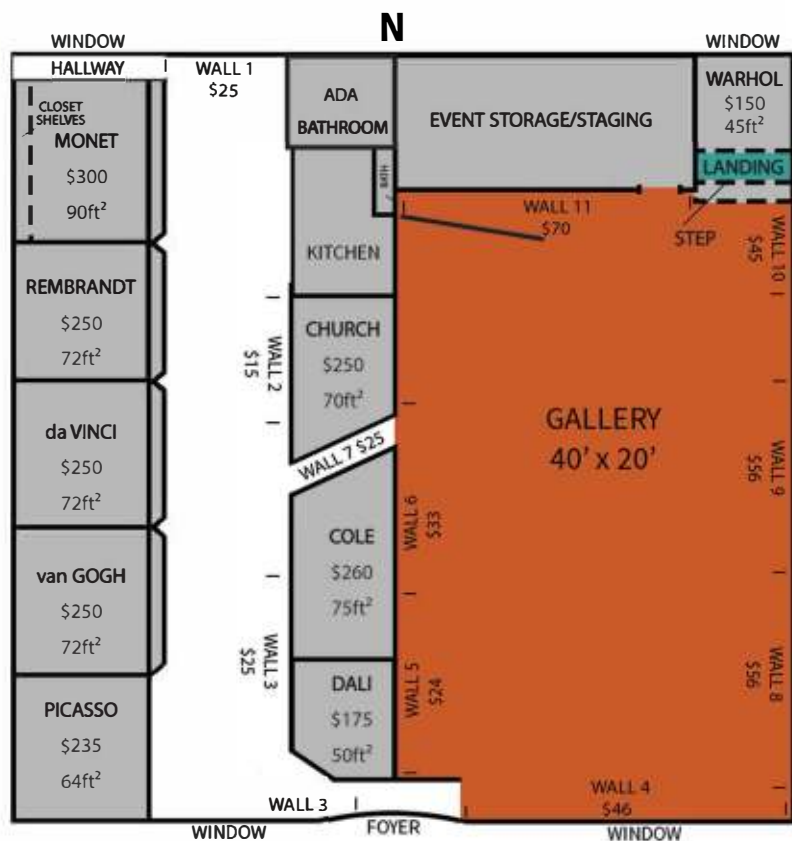 N
WINDOW
WINDOW
HALLWAY
WALL 1
$25
CLOSET
SHELVES
MONET
$300
90ft²
ADA
BATHROOM
BATH
EVENT STORAGE/STAGING
WARHOL
$150
45ft²
LANDING
STEP
WALL 11
$70
WALL 10
$45
KITCHEN
REMBRANDT
$250
72ft²
WALL 2
$15
CHURCH
$250
70ft²
GALLERY
40' x 20'
da VINCI
$250
72ft²
WALL 7 $25
WALL 6
$33
WALL 9
$56
van GOGH
$250
72ft²
COLE
$260
75ft²
WALL 3
$25
WALL 5
$24
WALL 8
$56
PICASSO
$235
64ft²
DALI
$175
50ft²
WALL 3
WALL 4
$46
WINDOW
FOYER
WINDOW